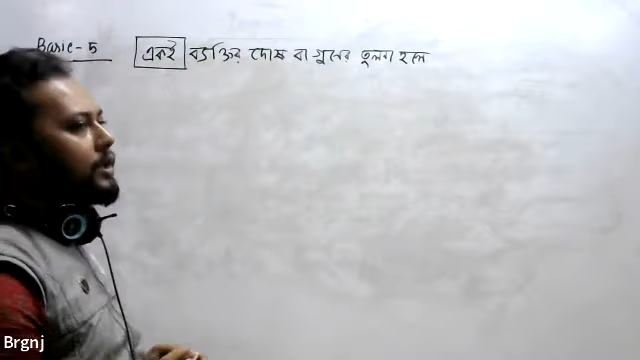 Basic - 5 একই ব্যক্তির দোষ বা গুনের তুলনা হলে
Brgnj